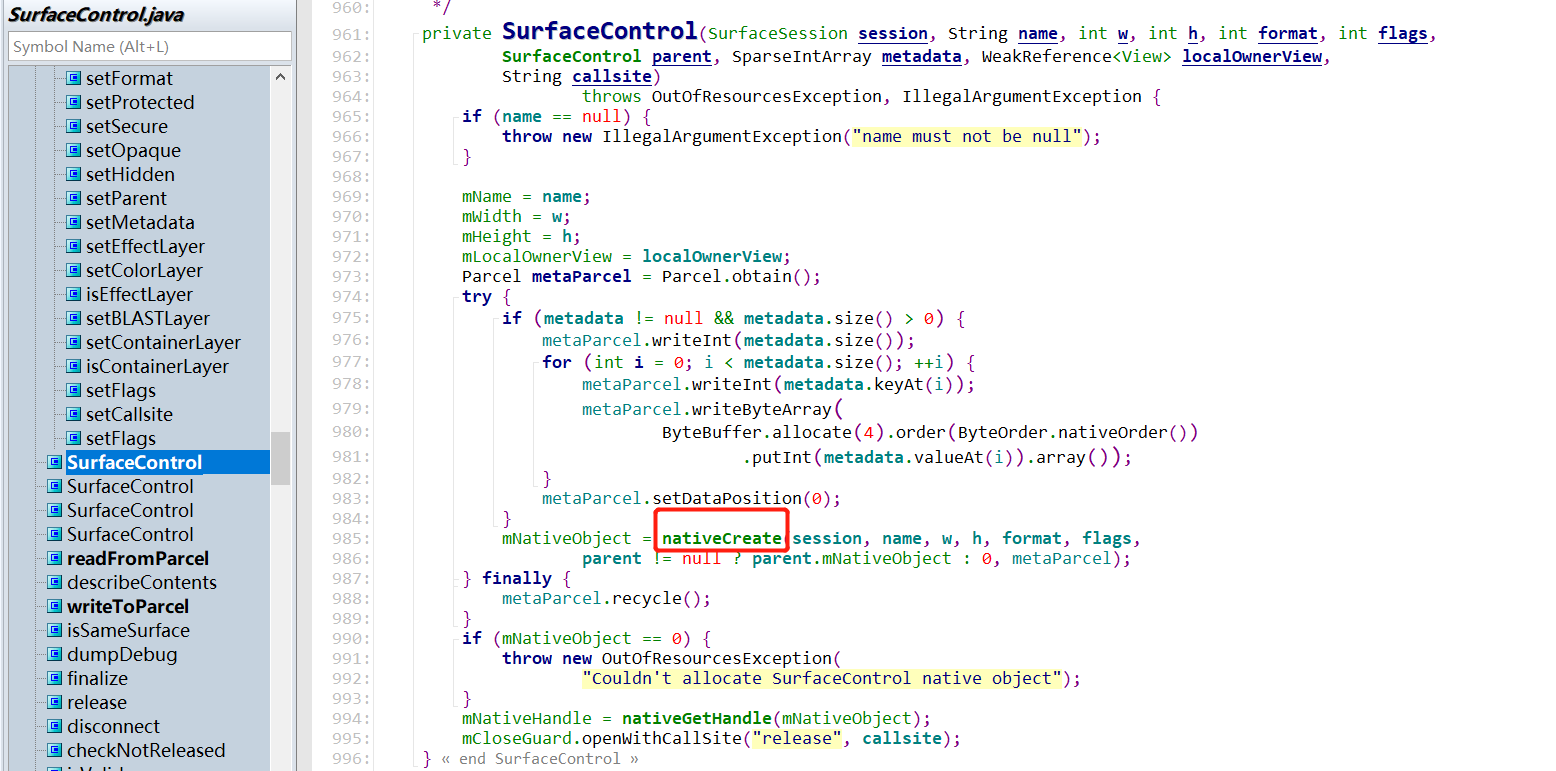 SurfaceControl.java
Symbol Name (Alt+L)
setFormat
setProtected
setSecure
setOpaque
setHidden
setParent
setMetadata
setEffectLayer
setColorLayer
isEffectLayer
setBLASTLayer
setContainerLayer
isContainerLayer
setFlags
setCallsite
setFlags
SurfaceControl
SurfaceControl
SurfaceControl
SurfaceControl
readFromParcel
describeContents
writeToParcel
isSameSurface
dumpDebug
finalize
release
disconnect
checkNotReleased
960: */
961: private SurfaceControl(SurfaceSession session, String name, int w, int h, int format, int flags,
962: SurfaceControl parent, SparseIntArray metadata, WeakReference<View> localOwnerView,
963: String callsite)
964: throws OutOfResourcesException, IllegalArgumentException {
965: if (name == null) {
966: throw new IllegalArgumentException("name must not be null");
967: }
968:
969: mName = name;
970: mWidth = w;
971: mHeight = h;
972: mLocalOwnerView = localOwnerView;
973: Parcel metaParcel = Parcel.obtain();
974: try {
975: if (metadata != null && metadata.size() > 0) {
976: metaParcel.writeInt(metadata.size());
977: for (int i = 0; i < metadata.size(); ++i) {
978: metaParcel.writeInt(metadata.keyAt(i));
979: metaParcel.writeByteArray(
980: ByteBuffer.allocate(4).order(ByteOrder.nativeOrder())
981: .putInt(metadata.valueAt(i)).array());
982: }
983: metaParcel.setDataPosition(0);
984: }
985: mNativeObject = nativeCreate(session, name, w, h, format, flags,
986: parent != null ? parent.mNativeObject : 0, metaParcel);
987: } finally {
988: metaParcel.recycle();
989: }
990: if (mNativeObject == 0) {
991: throw new OutOfResourcesException(
992: "Couldn't allocate SurfaceControl native object");
993: }
994: mNativeHandle = nativeGetHandle(mNativeObject);
995: mCloseGuard.openWithCallSite("release", callsite);
996: } « end SurfaceControl »